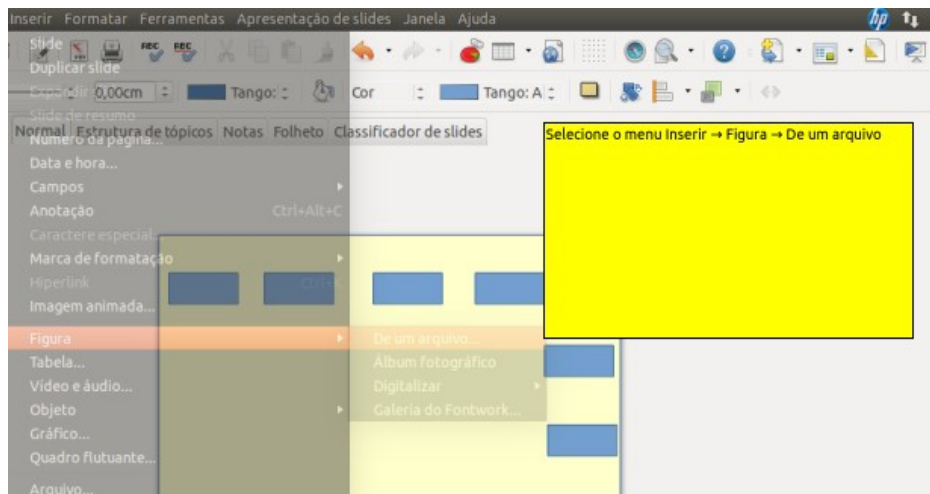 Inserir Formatar Ferramentas Apresentação de slides Janela Ajuda
hp
Slide
Duplicar slide
Expandir 0,00cm Tango: Cor Tango: A
Slide de resumo
Normal Estrutura de tópicos Notas Folheto Classificador de slides
Número da página...
Selecione o menu Inserir → Figura → De um arquivo
Data e hora...
Campos
Anotação Ctrl+Alt+C
Caractere especial...
Marca de formatação
Hiperlink
Imagem animada...
Figura De um arquivo...
Tabela... Álbum fotográfico
Vídeo e áudio... Digitalizar
Objeto Galeria do Fontwork...
Gráfico...
Quadro flutuante...
Arquivo...